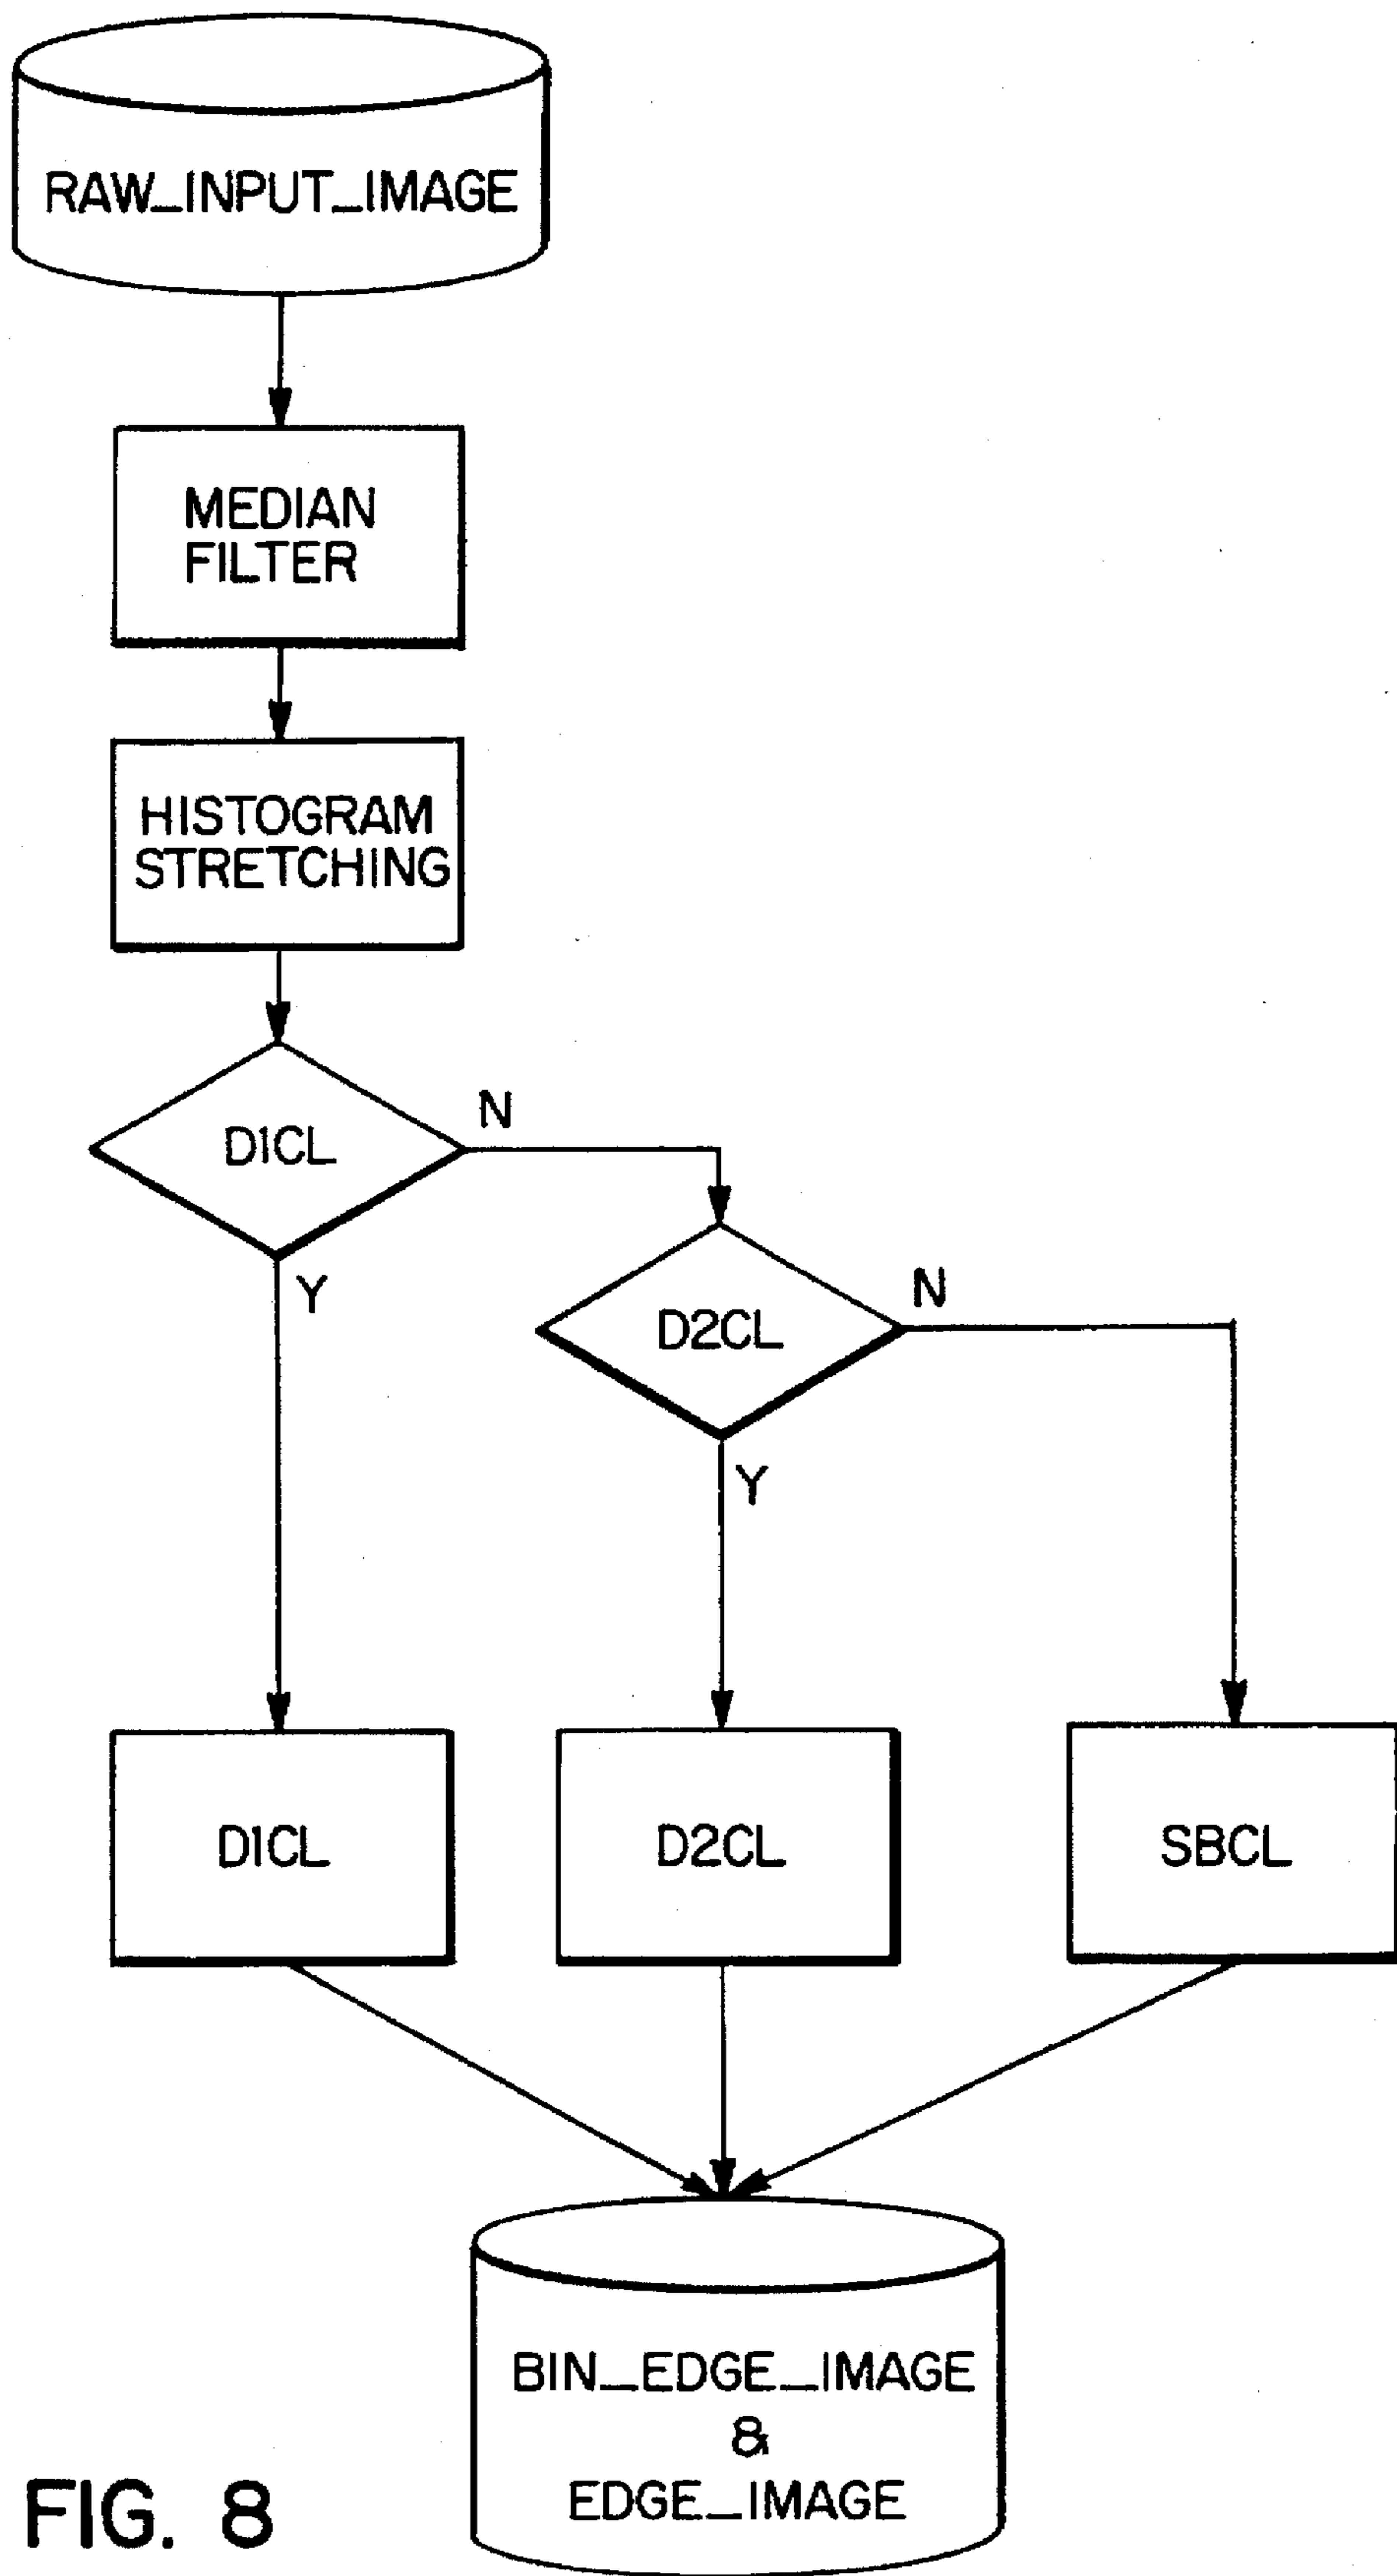 RAW_INPUT_IMAGE
MEDIAN
FILTER
HISTOGRAM
STRETCHING
D1CL
N
Y
D2CL
N
Y
D1CL
D2CL
SBCL
BIN_EDGE_IMAGE
&
EDGE_IMAGE
FIG. 8